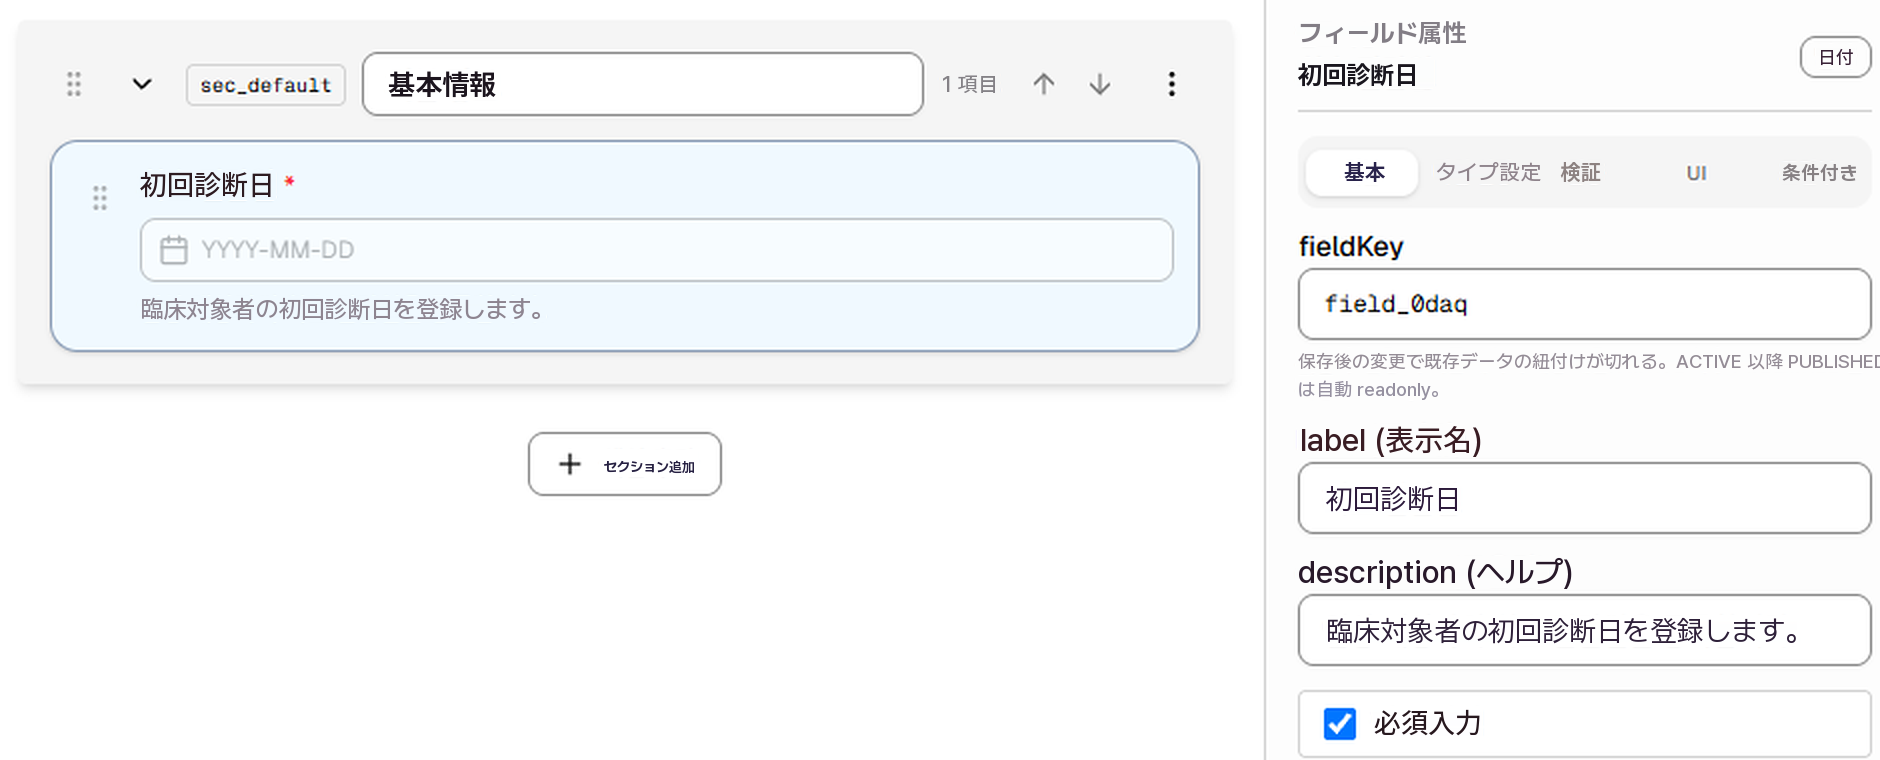 sec_default
基本情報
1 項目
初回診断日 *
YYYY-MM-DD
臨床対象者の初回診断日を登録します。
セクション追加
フィールド属性
初回診断日
日付
基本 タイプ設定 検証 UI 条件付き
fieldKey
field_0daq
保存後の変更で既存データの紐付けが切れる。ACTIVE 以降 PUBLISHED
は自動 readonly。
label (表示名)
初回診断日
description (ヘルプ)
臨床対象者の初回診断日を登録します。
必須入力